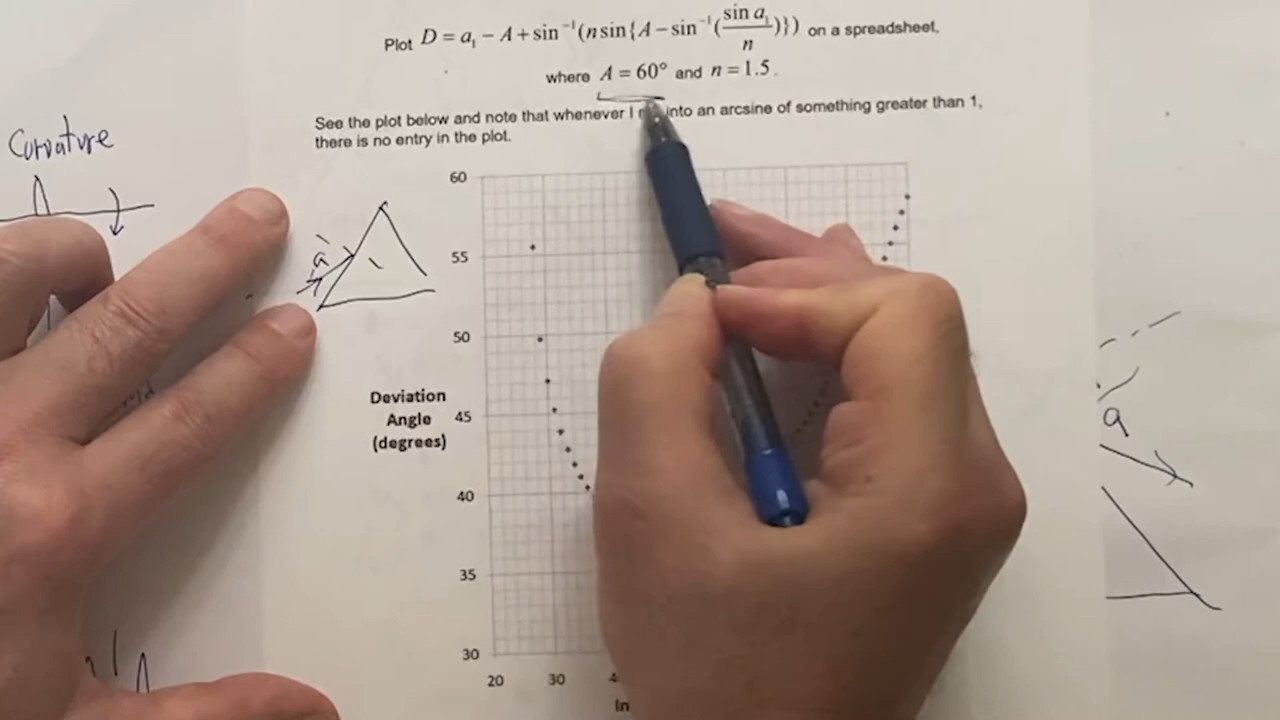 Plot D = a₁ − A + sin⁻¹(n sin{A − sin⁻¹(sin a₁/n)}) on a spreadsheet,
where A = 60° and n = 1.5.
See the plot below and note that whenever I into an arcsine of something greater than 1,
there is no entry in the plot.
Curvature
60
55
50
45
40
35
30
Deviation
Angle
(degrees)
20 30
a
a